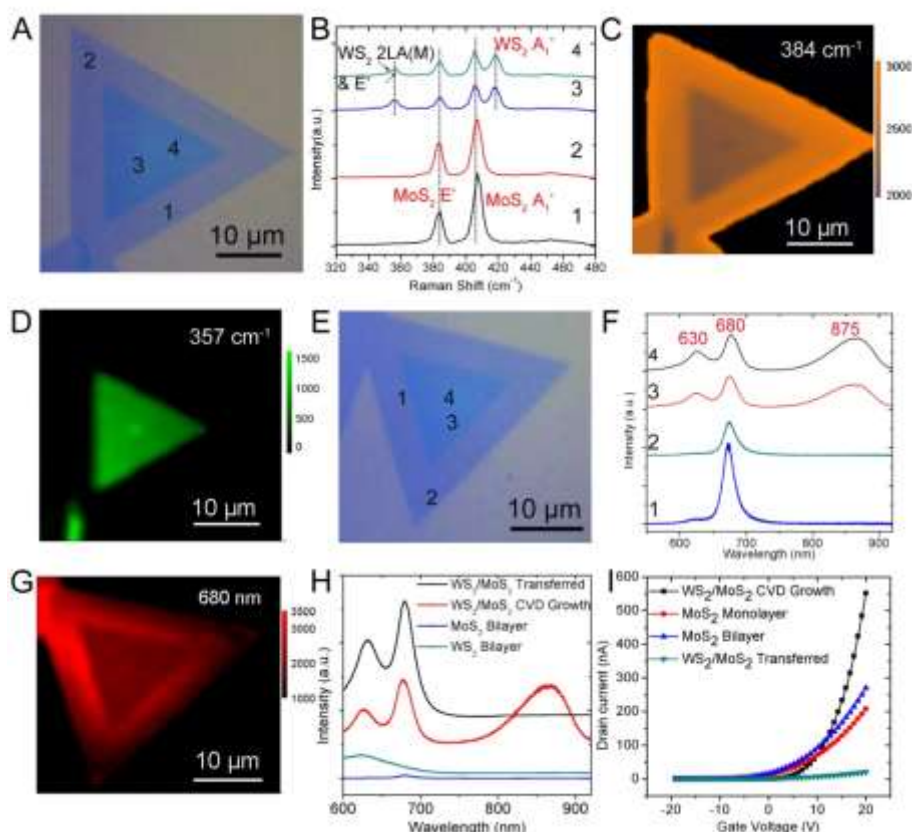 A
2
3
4
1
10 µm
B
WS₂ 2LA(M)
& E'
WS₂ A₁'
4
3
2
MoS₂ E'
MoS₂ A₁'
1
Intensity(a.u.)
320 340 360 380 400 420 440 460 480
Raman Shift (cm⁻¹)
C
384 cm⁻¹
3000
2500
2000
10 µm
D
357 cm⁻¹
1500
1000
500
0
10 µm
E
1
4
3
2
10 µm
F
630 680 875
4
3
2
1
Intensity (a.u.)
600 700 800 900
Wavelength (nm)
G
680 nm
3500
3000
2000
1000
10 µm
H
WS₂/MoS₂ Transferred
WS₂/MoS₂ CVD Growth
MoS₂ Bilayer
WS₂ Bilayer
Intensity (a.u.)
600 700 800 900
Wavelength (nm)
I
600
500
400
300
200
100
0
WS₂/MoS₂ CVD Growth
MoS₂ Monolayer
MoS₂ Bilayer
WS₂/MoS₂ Transferred
Drain current (nA)
-20 -10 0 10 20
Gate Voltage (V)